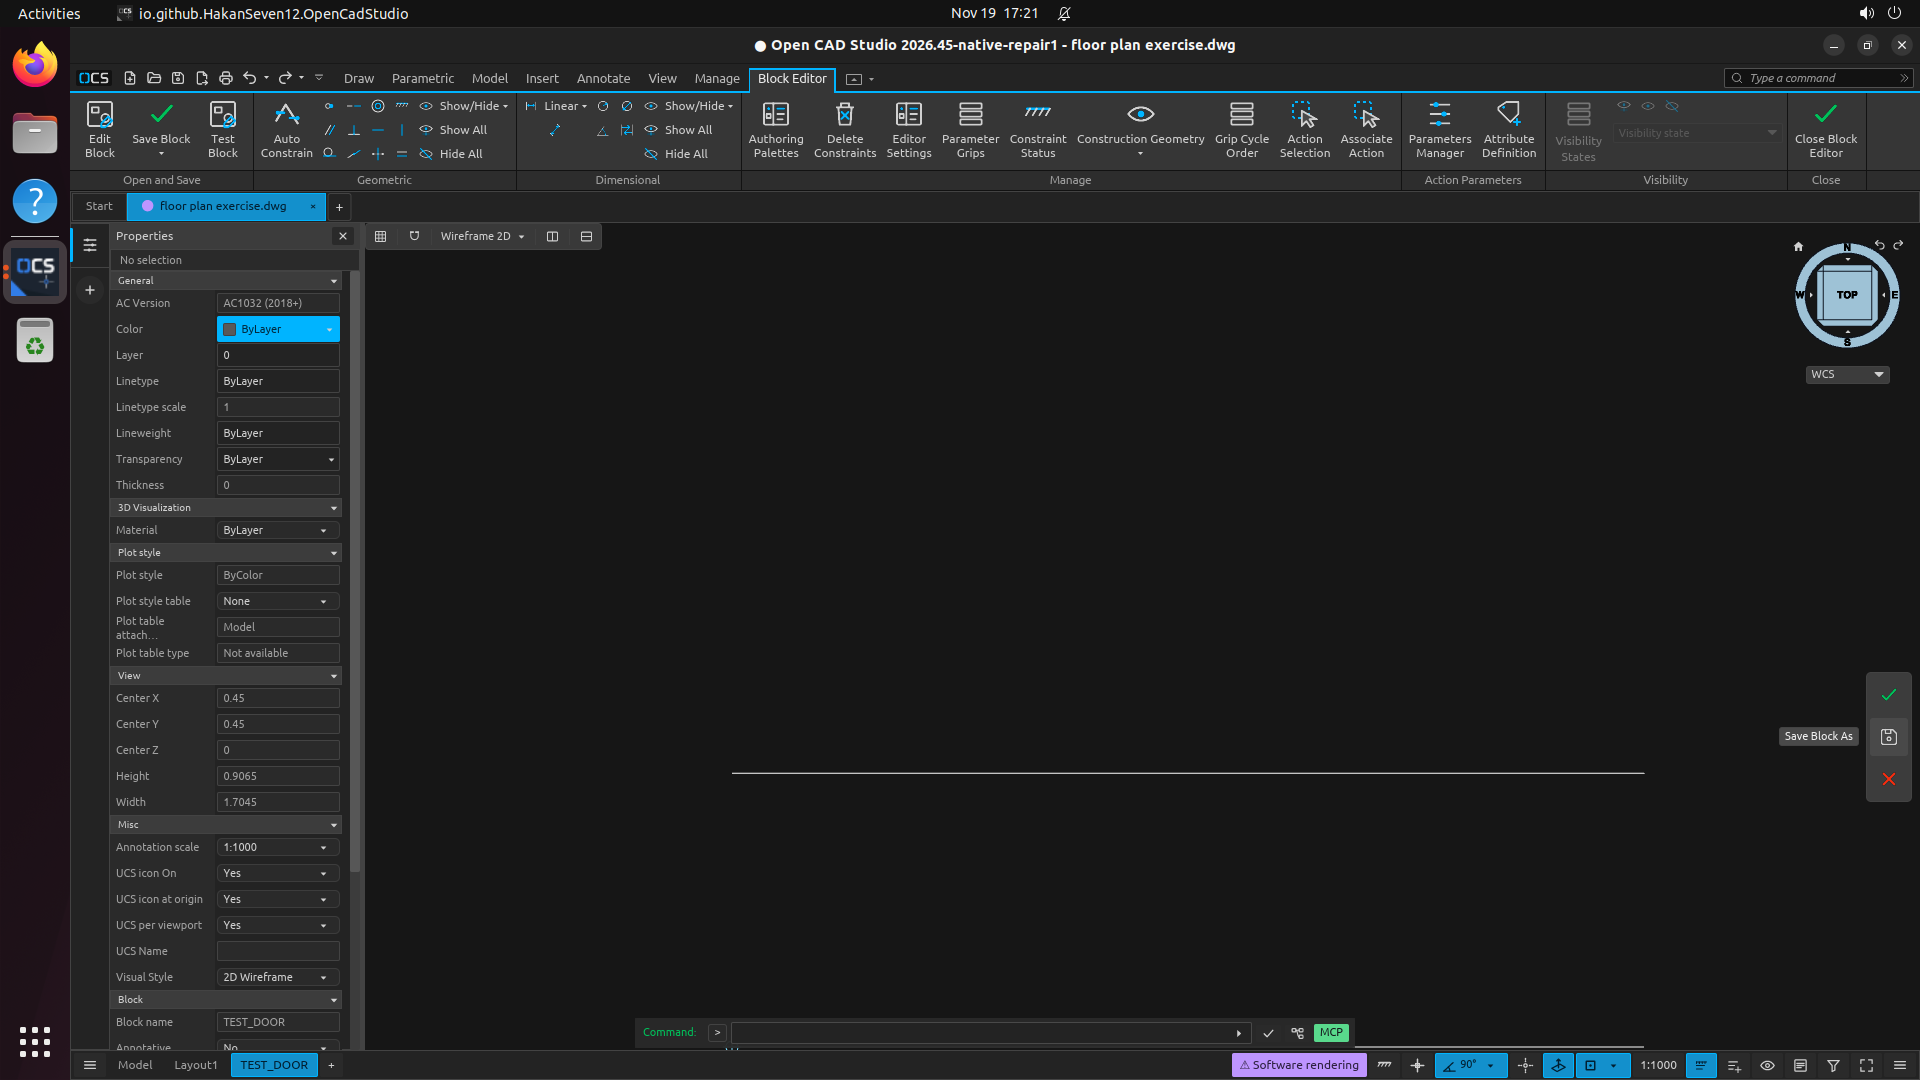 Activities
OCS io.github.HakanSeven12.OpenCadStudio
Nov 19 17:21
● Open CAD Studio 2026.45-native-repair1 - floor plan exercise.dwg
OCS
Draw Parametric Model Insert Annotate View Manage Block Editor
Type a command
Edit Block
Save Block
Test Block
Open and Save
Auto Constrain
Show/Hide
Show All
Hide All
Geometric
Linear
Show/Hide
Show All
Hide All
Dimensional
Authoring Palettes
Delete Constraints
Editor Settings
Parameter Grips
Constraint Status
Construction Geometry
Grip Cycle Order
Action Selection
Associate Action
Manage
Parameters Manager
Attribute Definition
Action Parameters
Visibility States
Visibility state
Visibility
Close Block Editor
Close
Start
floor plan exercise.dwg
OCS
Properties
Wireframe 2D
No selection
General
AC Version AC1032 (2018+)
Color ByLayer
Layer 0
Linetype ByLayer
Linetype scale 1
Lineweight ByLayer
Transparency ByLayer
Thickness 0
3D Visualization
Material ByLayer
Plot style
Plot style ByColor
Plot style table None
Plot table attach… Model
Plot table type Not available
View
Center X 0.45
Center Y 0.45
Center Z 0
Height 0.9065
Width 1.7045
Misc
Annotation scale 1:1000
UCS icon On Yes
UCS icon at origin Yes
UCS per viewport Yes
UCS Name
Visual Style 2D Wireframe
Block
Block name TEST_DOOR
Annotative No
N
W TOP E
S
WCS
Save Block As
Command: > MCP
Model Layout1 TEST_DOOR +
⚠ Software rendering
90°
1:1000